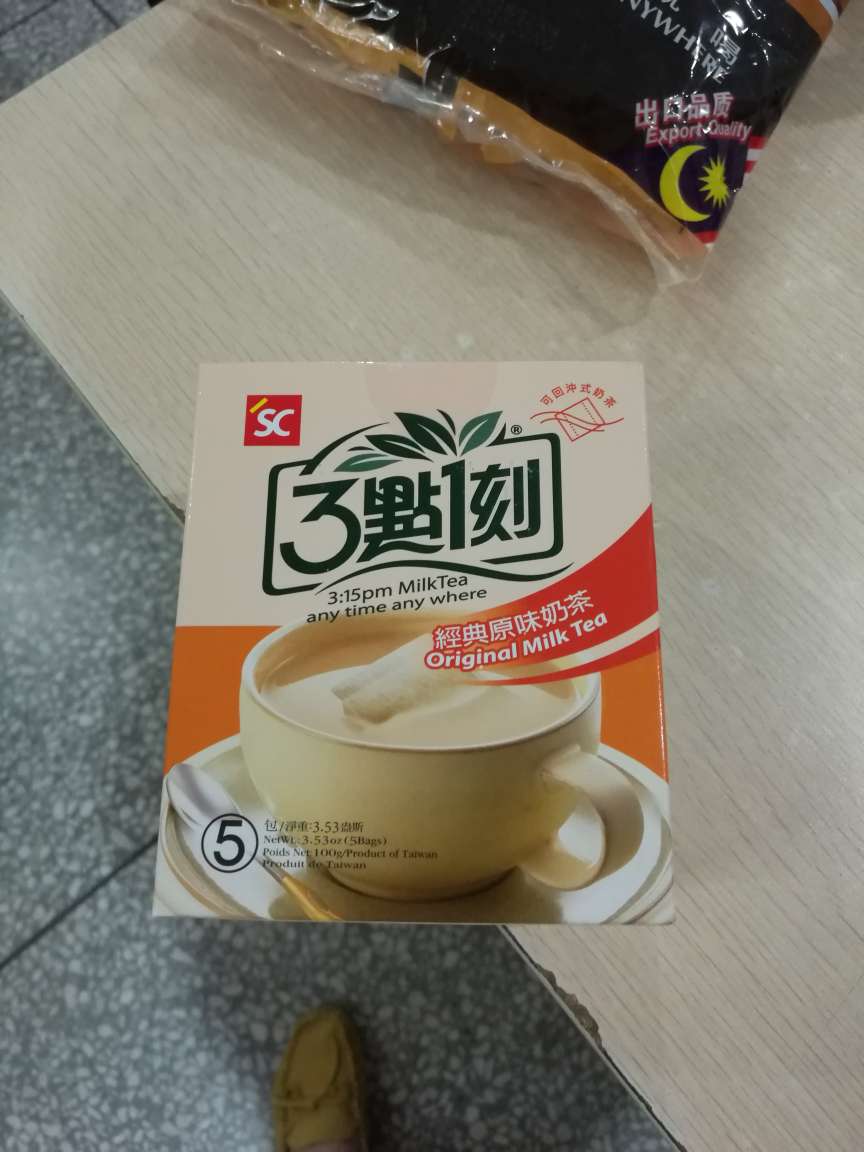 喝
NYWHERE
出口品质
Export Quality
SC
可回沖式奶茶
3點1刻®
3:15pm MilkTea
any time any where
經典原味奶茶
Original Milk Tea
5
包/淨重:3.53盎斯
NetWt.:3.53oz(5Bags)
Poids Net:100g/Product of Taiwan
Produit de Taiwan